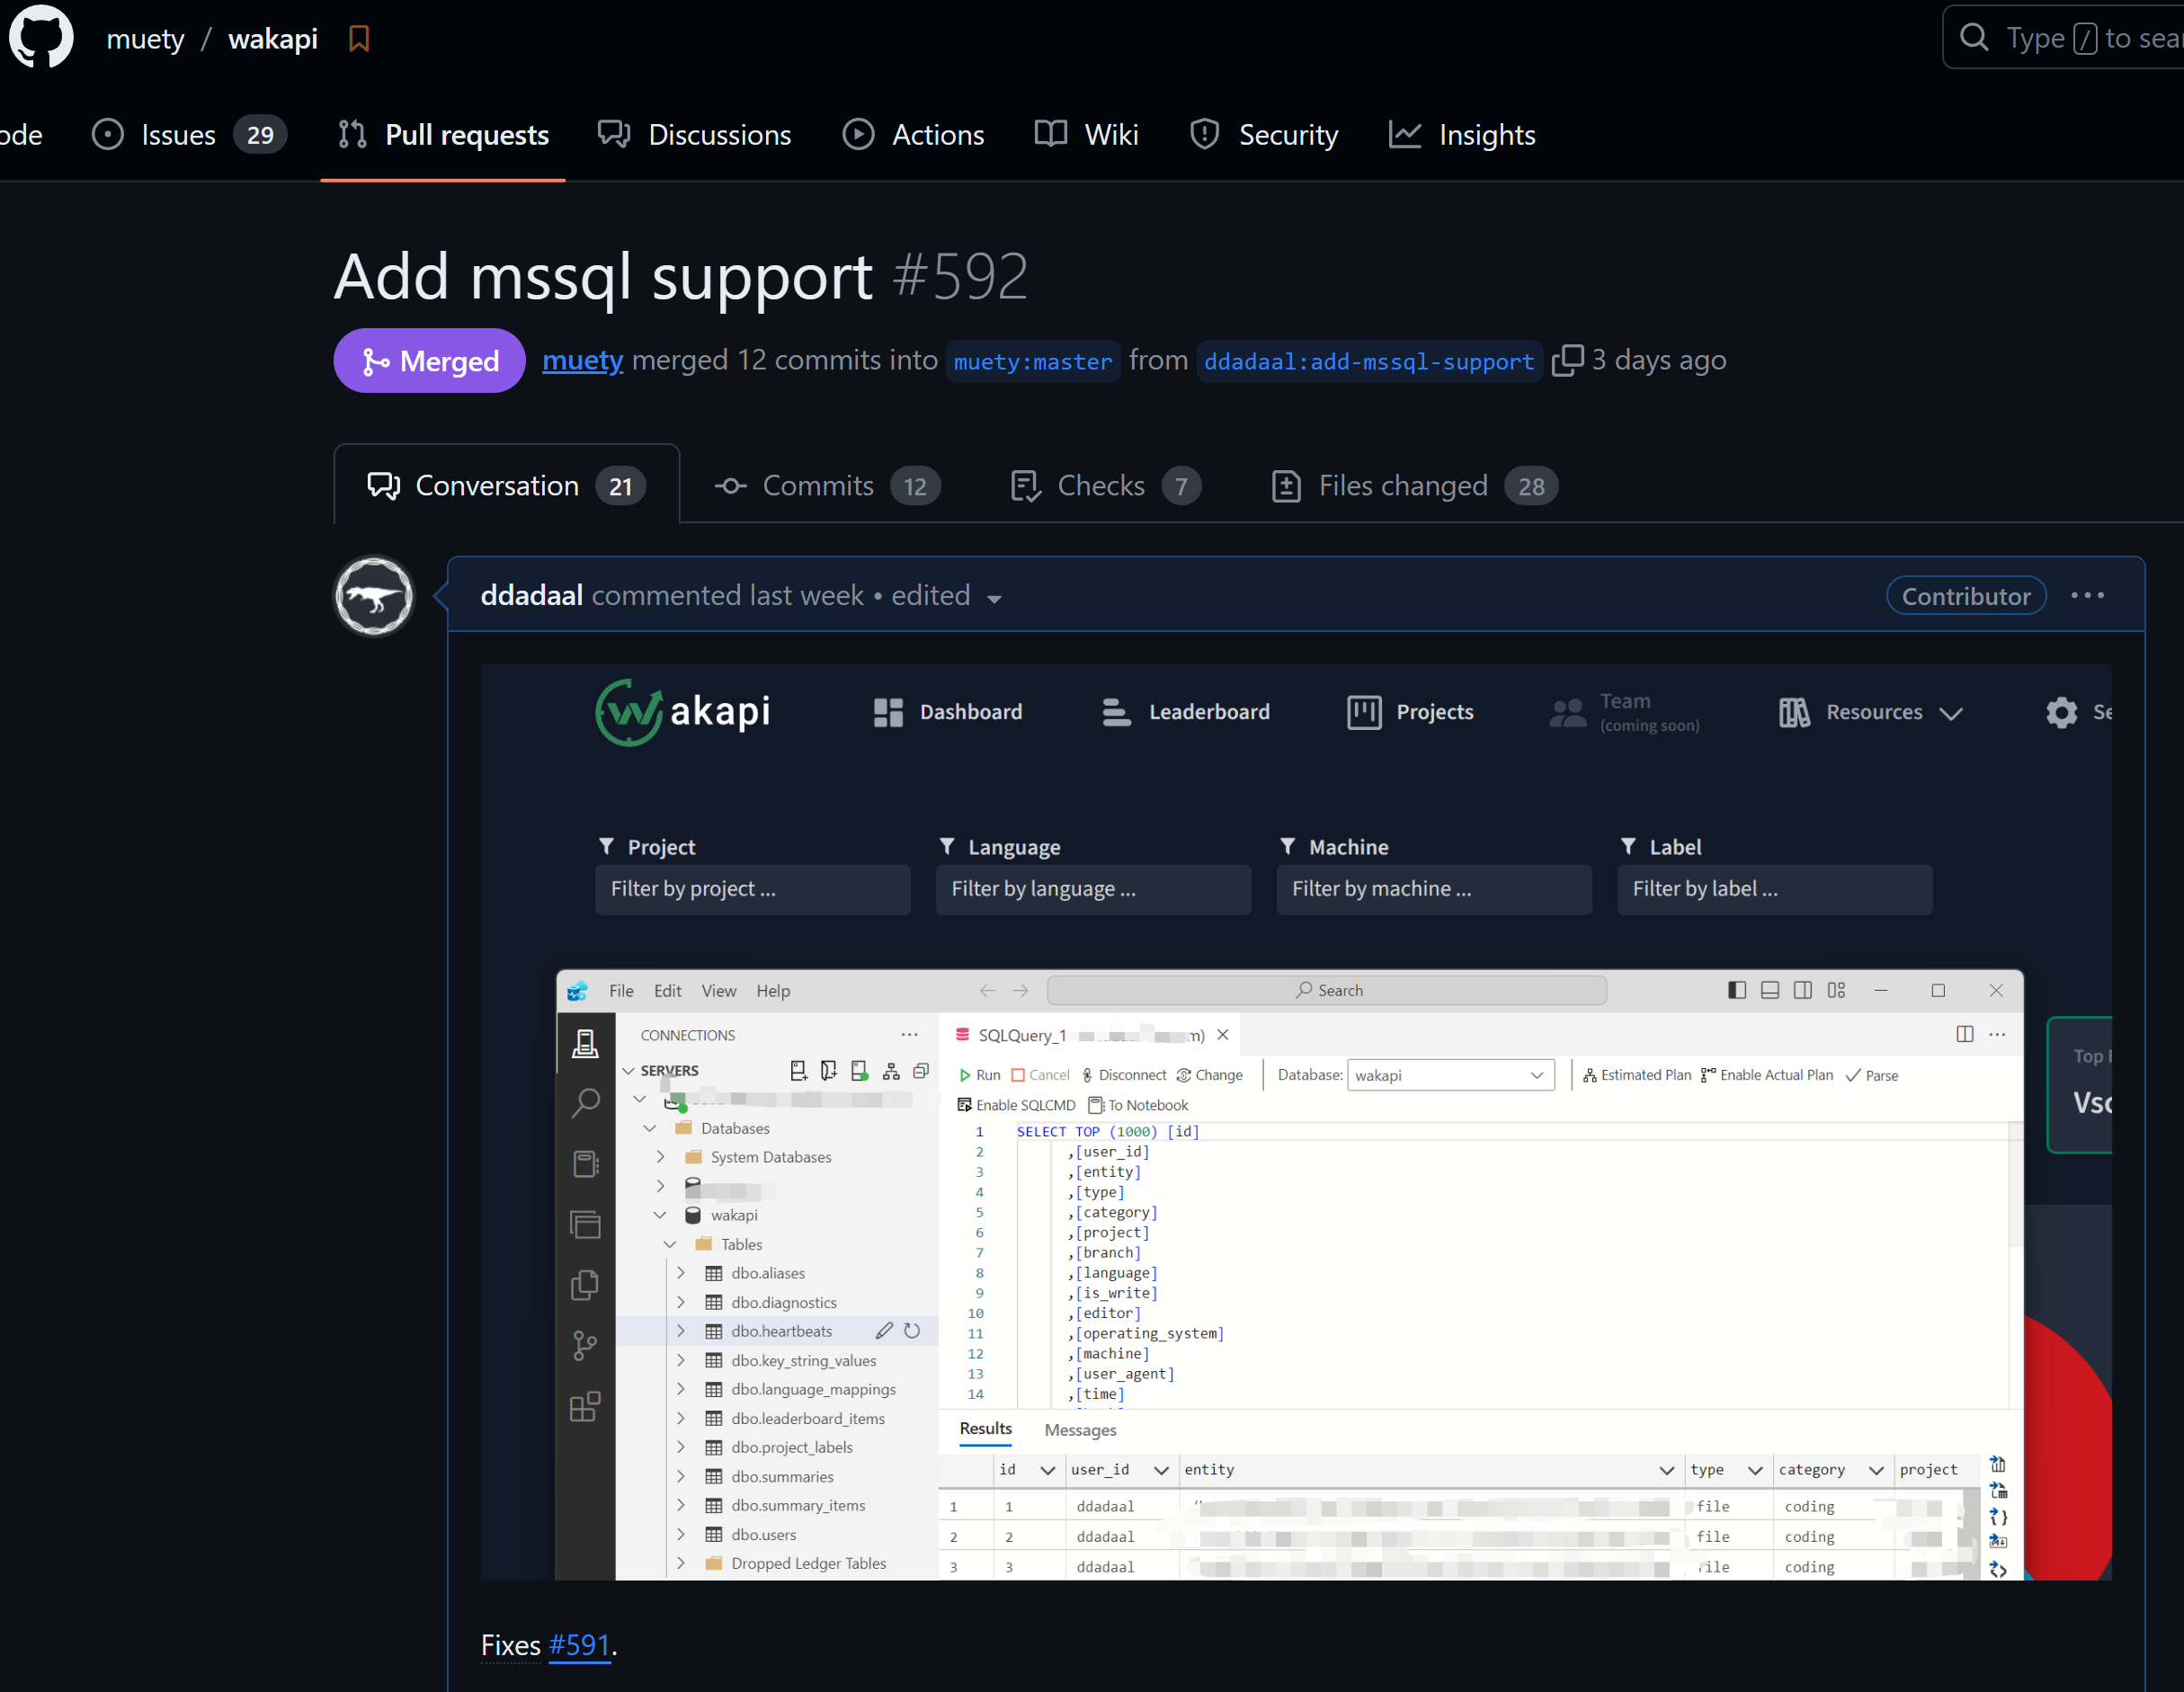 muety / wakapi
Type / to sear
ode Issues 29 Pull requests Discussions Actions Wiki Security Insights
Add mssql support #592
Merged muety merged 12 commits into muety:master from ddadaal:add-mssql-support 3 days ago
Conversation 21 Commits 12 Checks 7 Files changed 28
ddadaal commented last week • edited Contributor
wakapi Dashboard Leaderboard Projects Team (coming soon) Resources Se
Project Language Machine Label
Filter by project ... Filter by language ... Filter by machine ... Filter by label ...
File Edit View Help Search
CONNECTIONS
SERVERS
Databases
System Databases
wakapi
Tables
dbo.aliases
dbo.diagnostics
dbo.heartbeats
dbo.key_string_values
dbo.language_mappings
dbo.leaderboard_items
dbo.project_labels
dbo.summaries
dbo.summary_items
dbo.users
Dropped Ledger Tables
SQLQuery_1 m)
Run Cancel Disconnect Change Database: wakapi Estimated Plan Enable Actual Plan Parse
Enable SQLCMD To Notebook
1 SELECT TOP (1000) [id]
2 ,[user_id]
3 ,[entity]
4 ,[type]
5 ,[category]
6 ,[project]
7 ,[branch]
8 ,[language]
9 ,[is_write]
10 ,[editor]
11 ,[operating_system]
12 ,[machine]
13 ,[user_agent]
14 ,[time]
Results Messages
id user_id entity type category project
1 1 ddadaal file coding
2 2 ddadaal file coding
3 3 ddadaal file coding
Top
Vsc
Fixes #591.